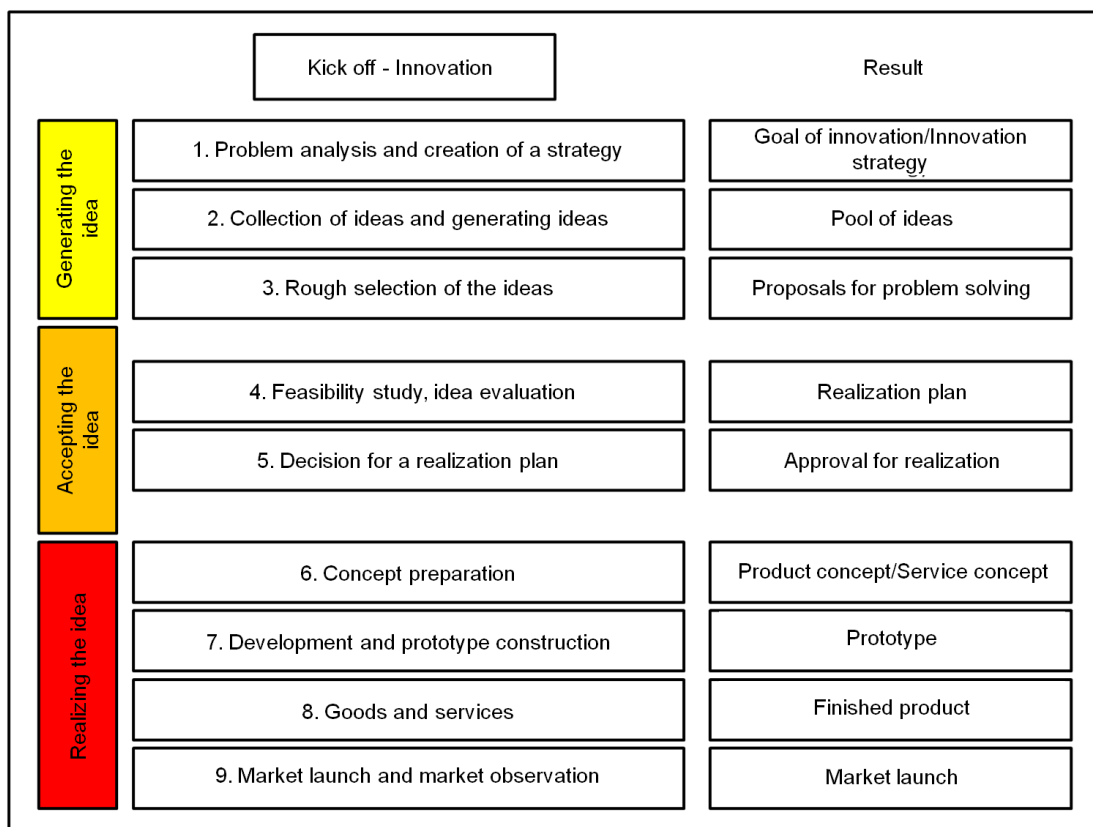 Kick off - Innovation
Result
Generating the
idea
1. Problem analysis and creation of a strategy
Goal of innovation/Innovation
strategy
2. Collection of ideas and generating ideas
Pool of ideas
3. Rough selection of the ideas
Proposals for problem solving
Accepting the
idea
4. Feasibility study, idea evaluation
Realization plan
5. Decision for a realization plan
Approval for realization
Realizing the idea
6. Concept preparation
Product concept/Service concept
7. Development and prototype construction
Prototype
8. Goods and services
Finished product
9. Market launch and market observation
Market launch